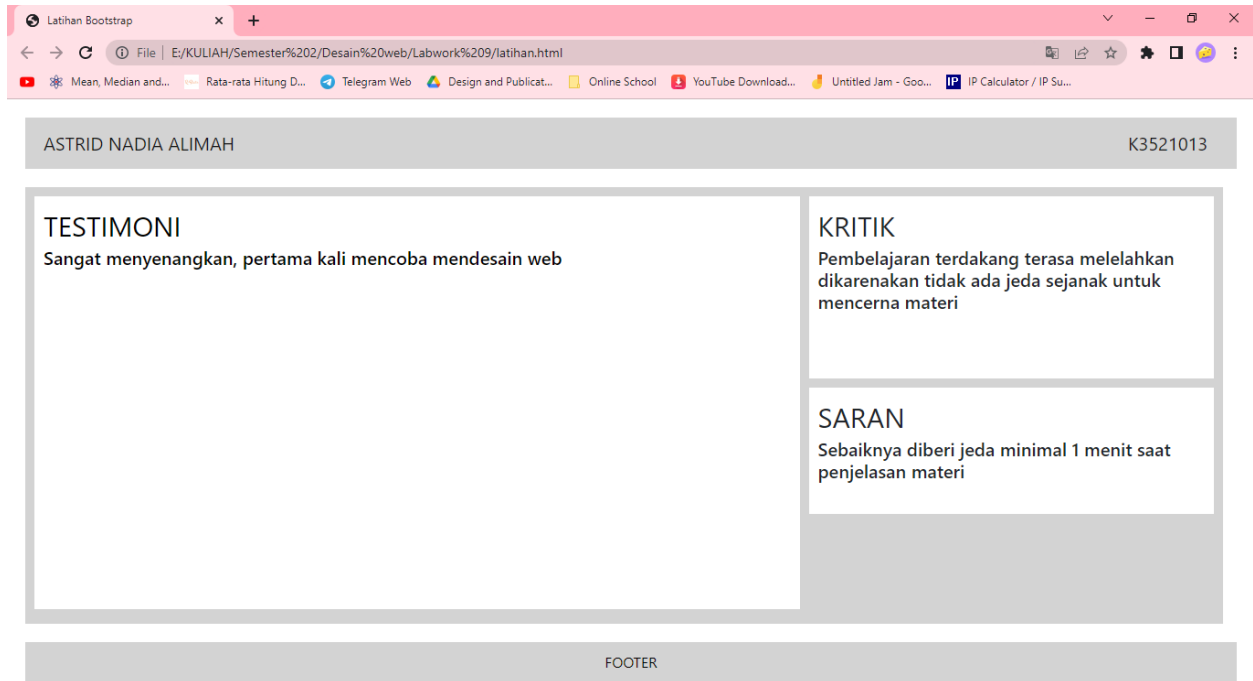 Latihan Bootstrap
File | E:/KULIAH/Semester%202/Desain%20web/Labwork%209/latihan.html
Mean, Median and... Rata-rata Hitung D... Telegram Web Design and Publicat... Online School YouTube Download... Untitled Jam - Goo... IP IP Calculator / IP Su...
ASTRID NADIA ALIMAH K3521013
TESTIMONI
Sangat menyenangkan, pertama kali mencoba mendesain web
KRITIK
Pembelajaran terdakang terasa melelahkan
dikarenakan tidak ada jeda sejanak untuk
mencerna materi
SARAN
Sebaiknya diberi jeda minimal 1 menit saat
penjelasan materi
FOOTER